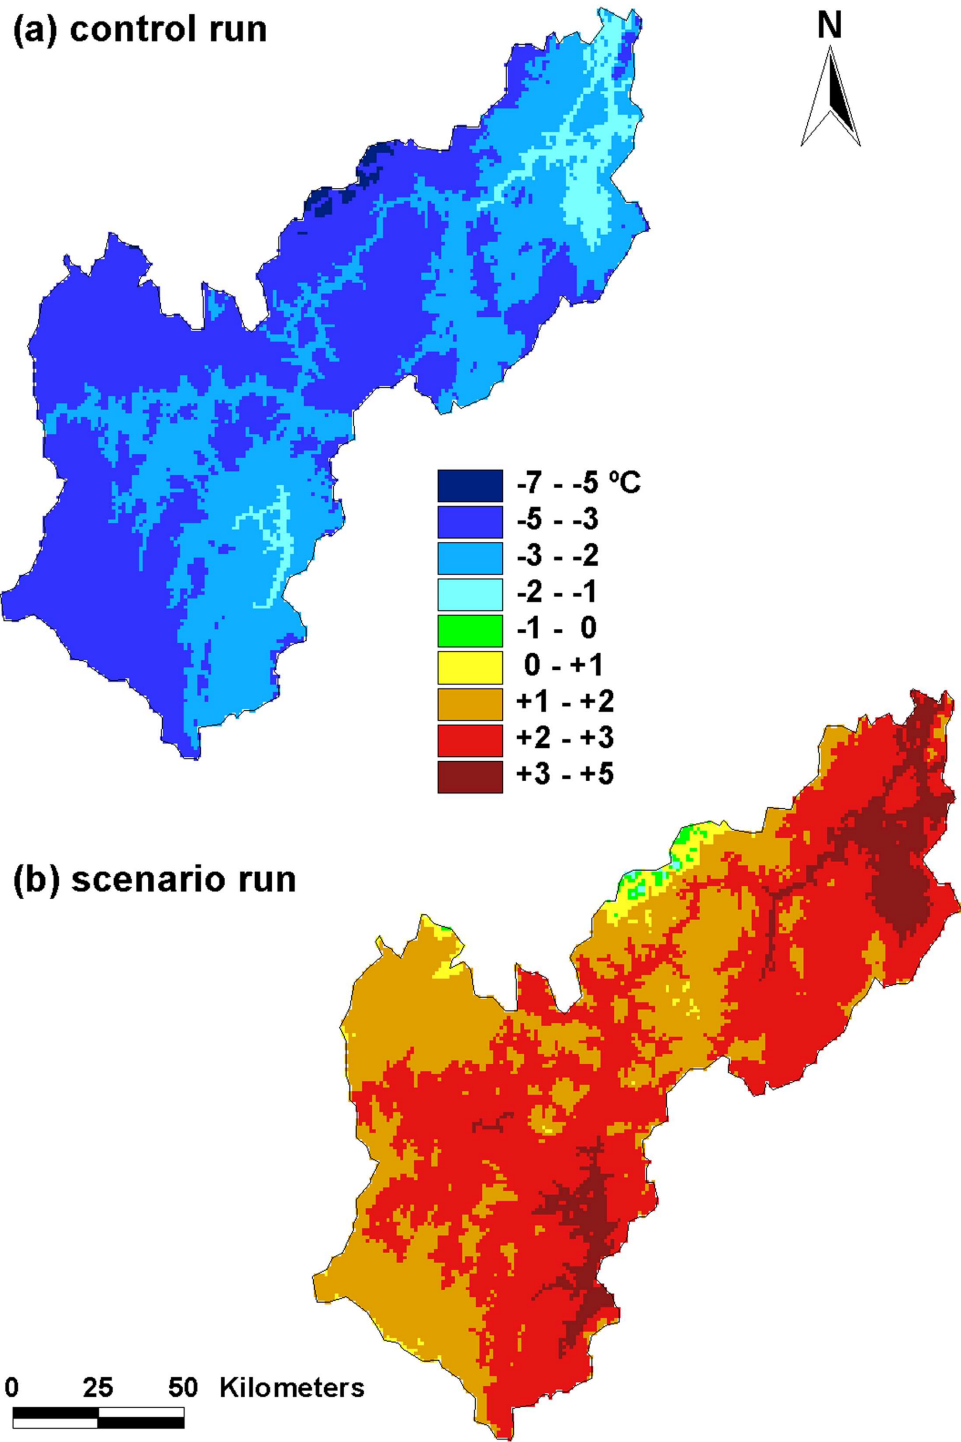 (a) control run
N
-7 - -5 ºC
-5 - -3
-3 - -2
-2 - -1
-1 - 0
0 - +1
+1 - +2
+2 - +3
+3 - +5
(b) scenario run
0 25 50 Kilometers